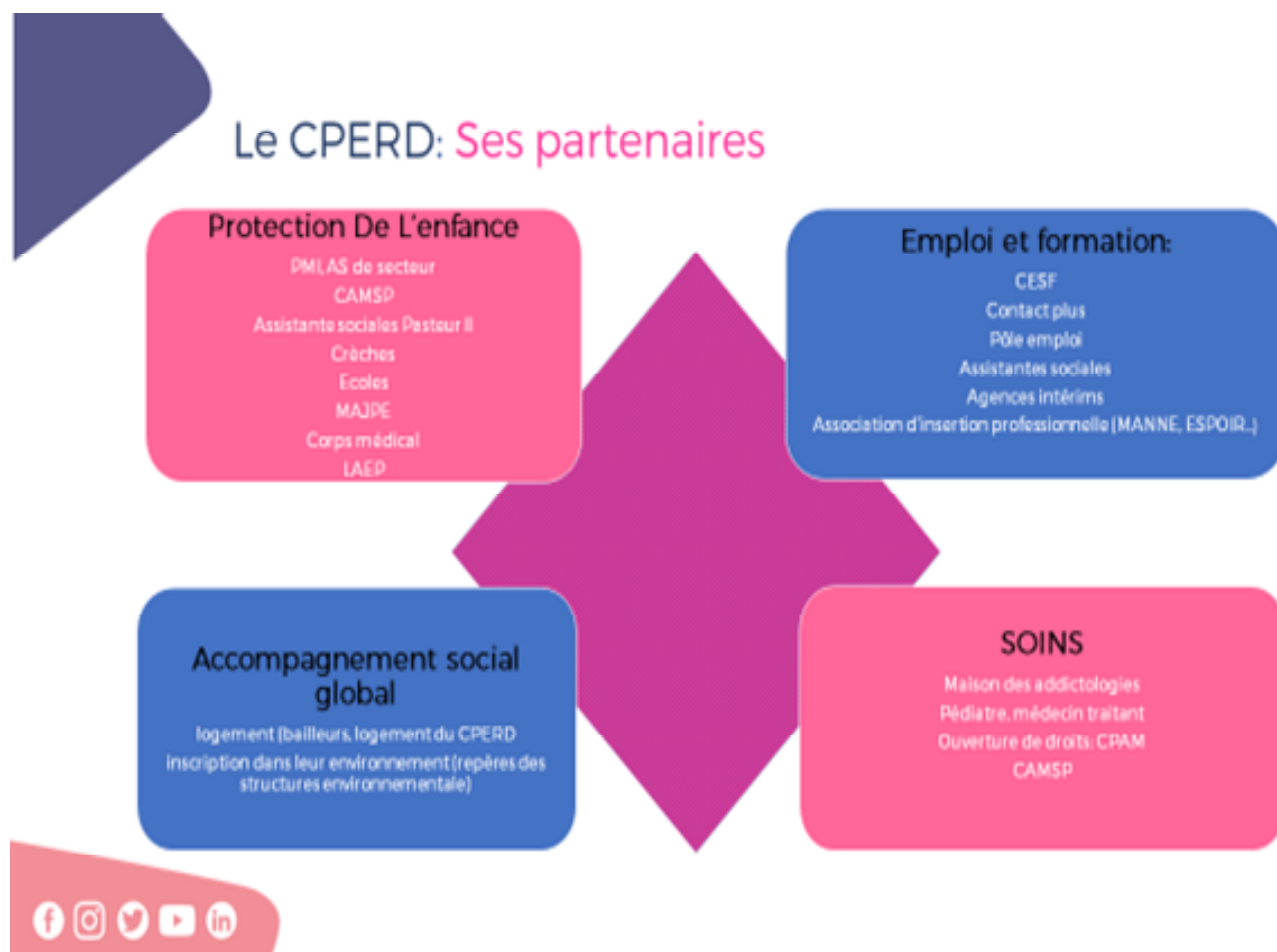 Le CPERD: Ses partenaires
Protection De L'enfance
PMI,AS de secteur
CAMSP
Assistante sociales Pasteur II
Crèches
Ecoles
MAJPE
Corps médical
LAEP
Emploi et formation:
CESF
Contact plus
Pôle emploi
Assistantes sociales
Agences intérims
Association d'insertion professionnelle (MANNE, ESPOIR...)
Accompagnement social
global
logement (bailleurs, logement du CPERD
inscription dans leur environnement (repères des
structures environnementale)
SOINS
Maison des addictologies
Pédiatre, médecin traitant
Ouverture de droits: CPAM
CAMSP